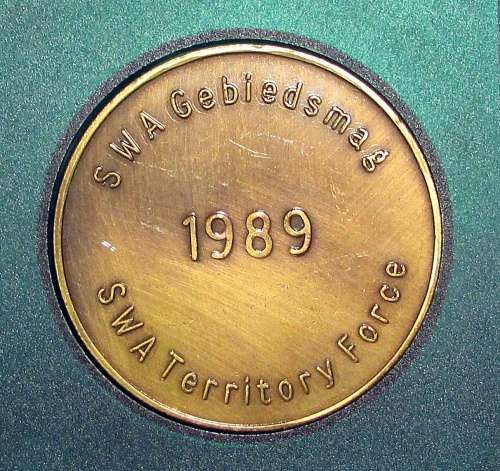 SWA Gebiedsmag
1989
SWA Territory Force